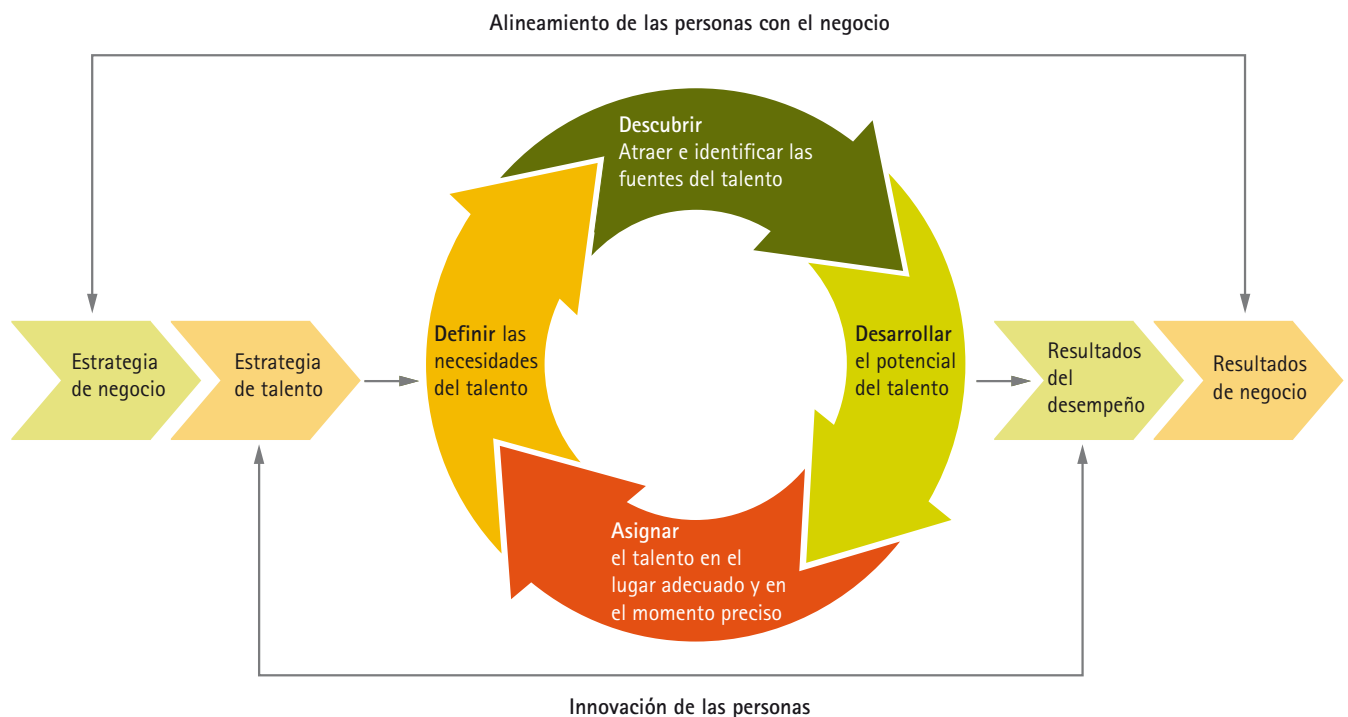 Alineamiento de las personas con el negocio
Descubrir
Atraer e identificar las
fuentes del talento
Estrategia
de negocio
Estrategia
de talento
Definir las
necesidades
del talento
Desarrollar
el potencial
del talento
Resultados
del
desempeño
Resultados
de negocio
Asignar
el talento en el
lugar adecuado y en
el momento preciso
Innovación de las personas